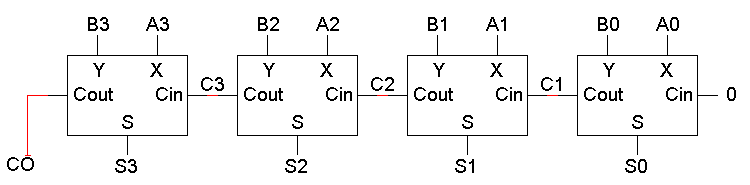 B3 A3 B2 A2 B1 A1 B0 A0
Y X Y X Y X Y X
C3 C2 C1
Cout Cin Cout Cin Cout Cin Cout Cin 0
S S S S
CO S3 S2 S1 S0